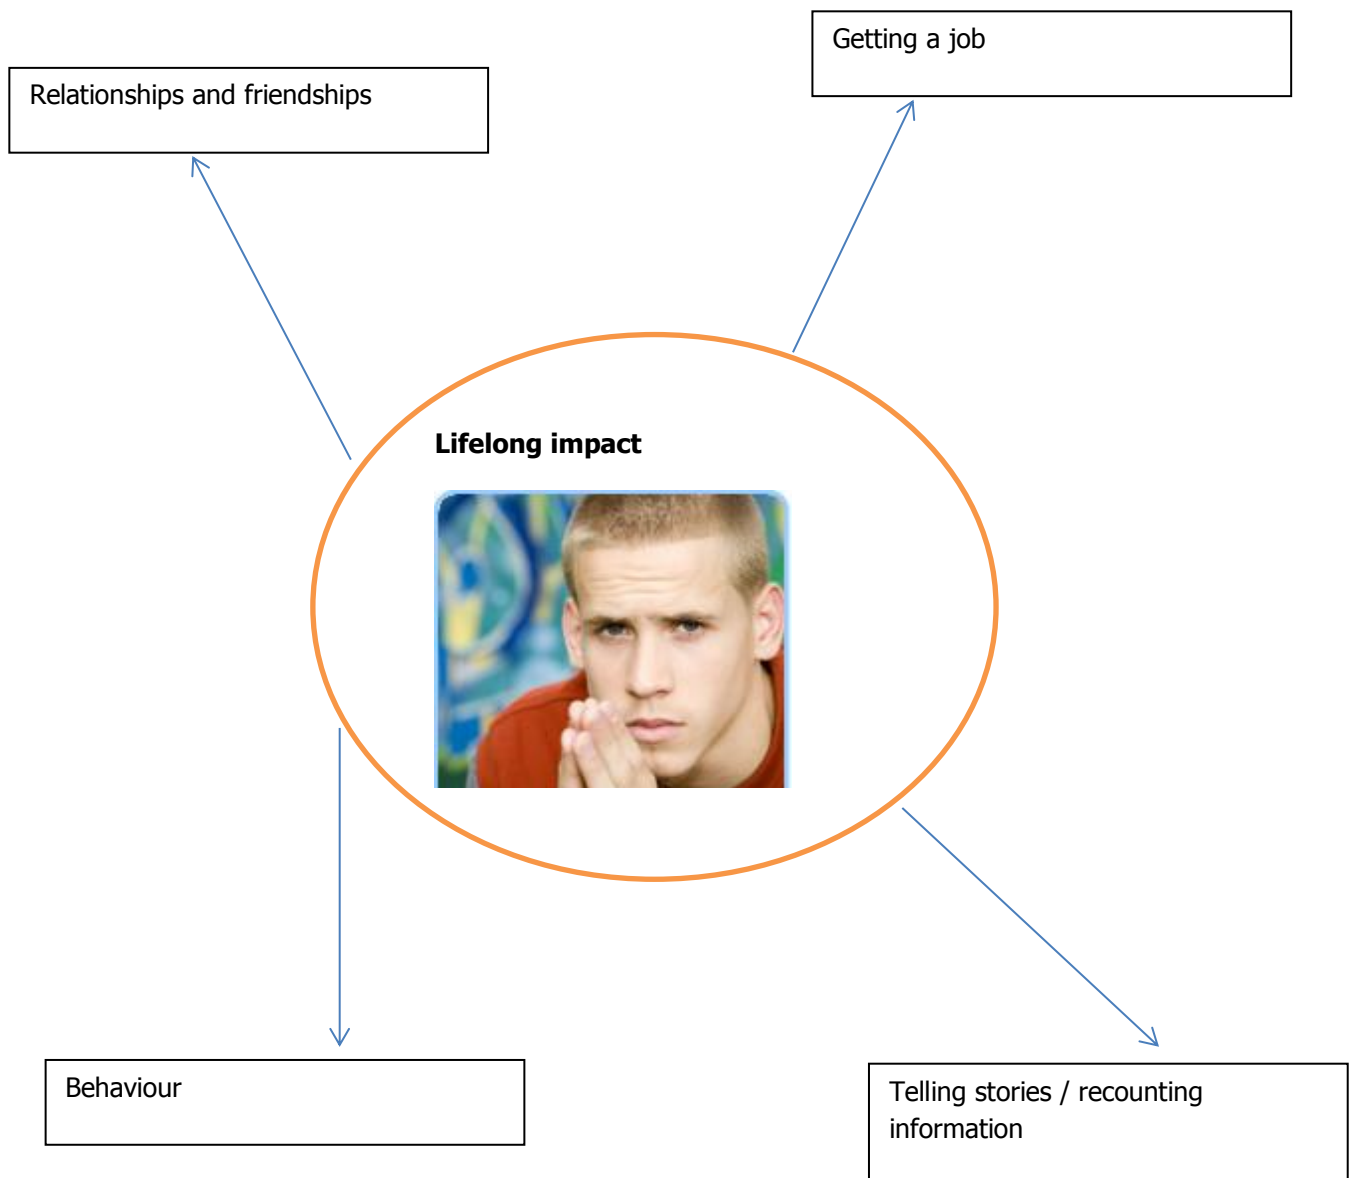 Getting a job
Relationships and friendships
Lifelong impact
Behaviour
Telling stories / recounting
information